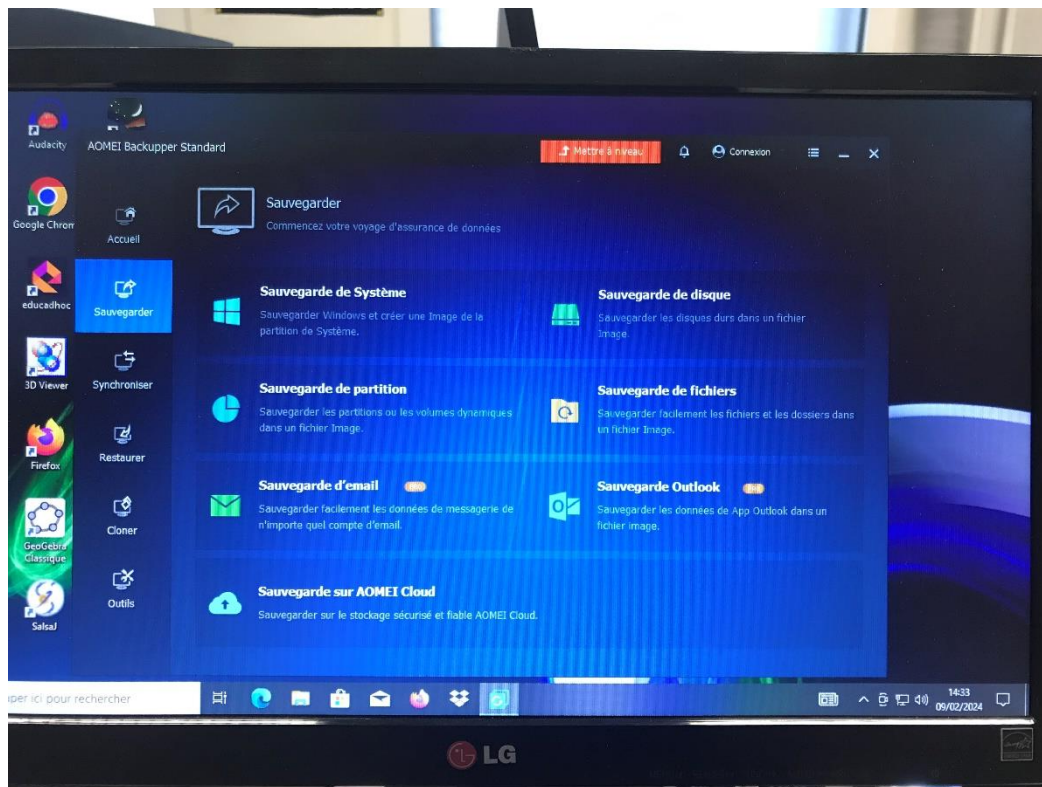 Audacity
AOMEI Backupper Standard
Mettre à niveau
Connexion
Google Chrom
Accueil
Sauvegarder
Commencez votre voyage d'assurance de données
educadhoc
Sauvegarder
Sauvegarde de Système
Sauvegarder Windows et créer une Image de la
partition de Système.
Sauvegarde de disque
Sauvegarder les disques durs dans un fichier
Image.
3D Viewer
Synchroniser
Sauvegarde de partition
Sauvegarder les partitions ou les volumes dynamiques
dans un fichier Image.
Sauvegarde de fichiers
Sauvegarder facilement les fichiers et les dossiers dans
un fichier Image.
Firefox
Restaurer
Sauvegarde d'email
Sauvegarder facilement les données de messagerie de
n'importe quel compte d'email.
Sauvegarde Outlook
Sauvegarder les données de App Outlook dans un
fichier image.
GeoGebra
Classique
Cloner
SalsaJ
Outils
Sauvegarde sur AOMEI Cloud
Sauvegarder sur le stockage sécurisé et fiable AOMEI Cloud.
aper ici pour rechercher
14:33
09/02/2024
LG